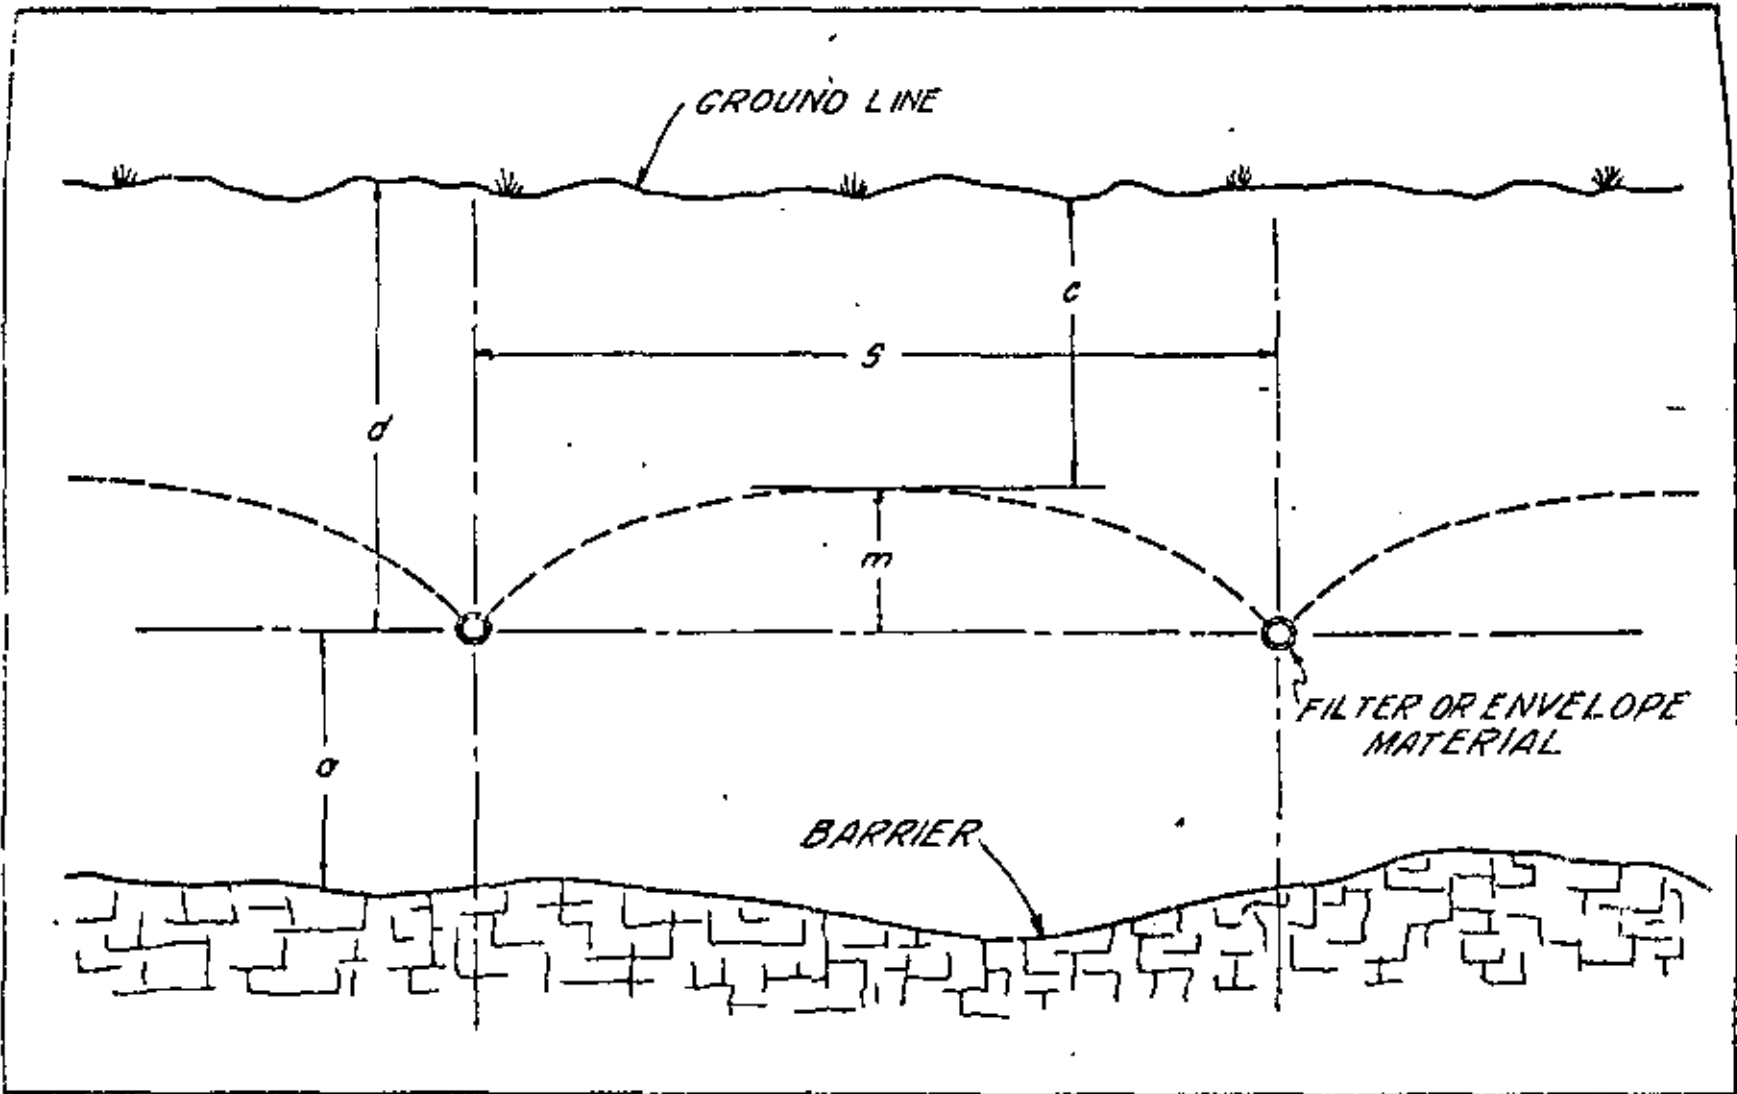 GROUND LINE
c
S
d
m
FILTER OR ENVELOPE
MATERIAL
a
BARRIER